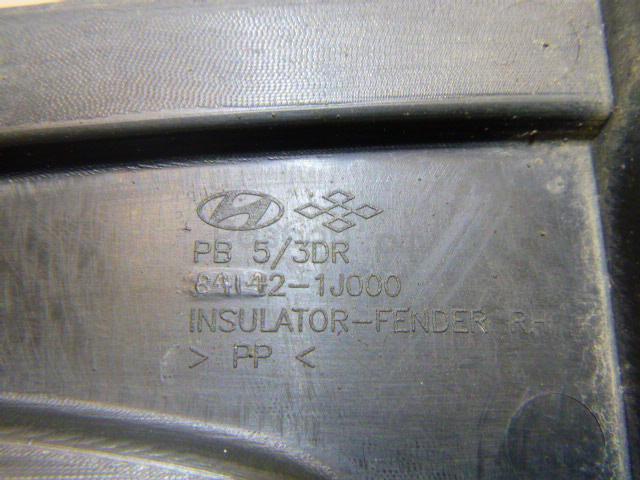 PB 5/3DR
84142-1J000
INSULATOR-FENDER RH
> PP <